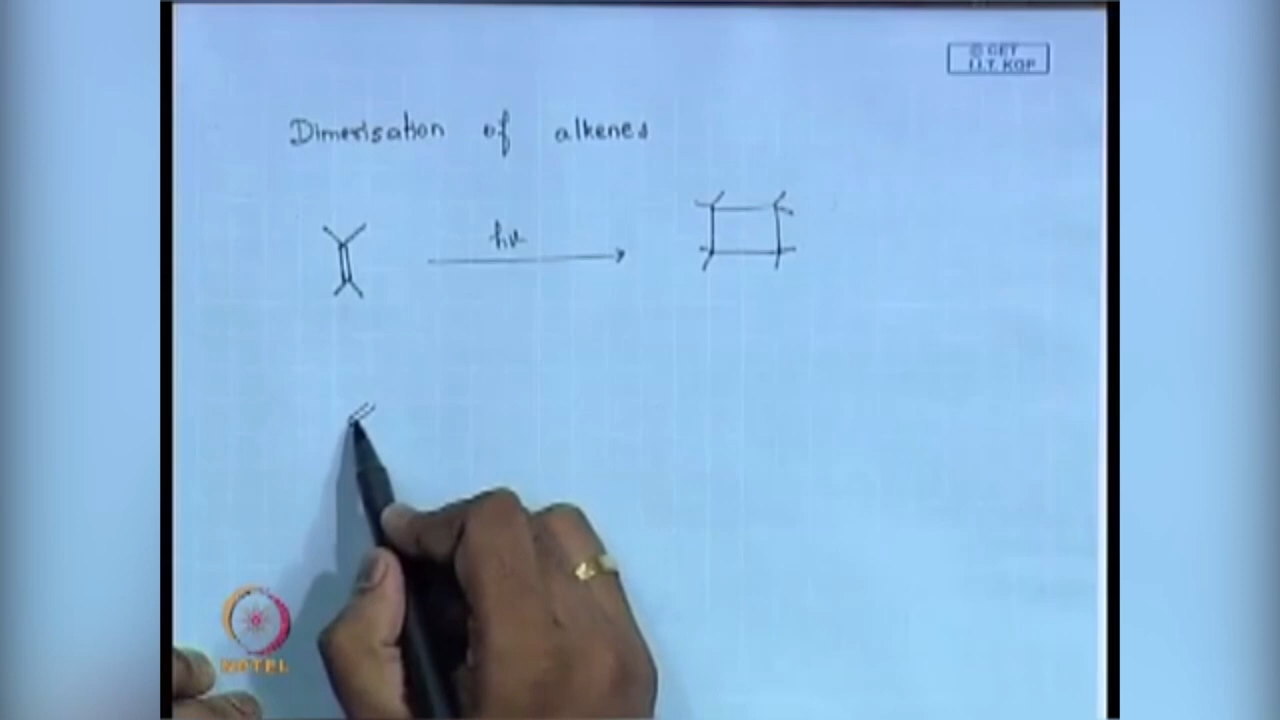 © CET
I.I.T. KGP
Dimerisation of alkenes
hν
NPTEL